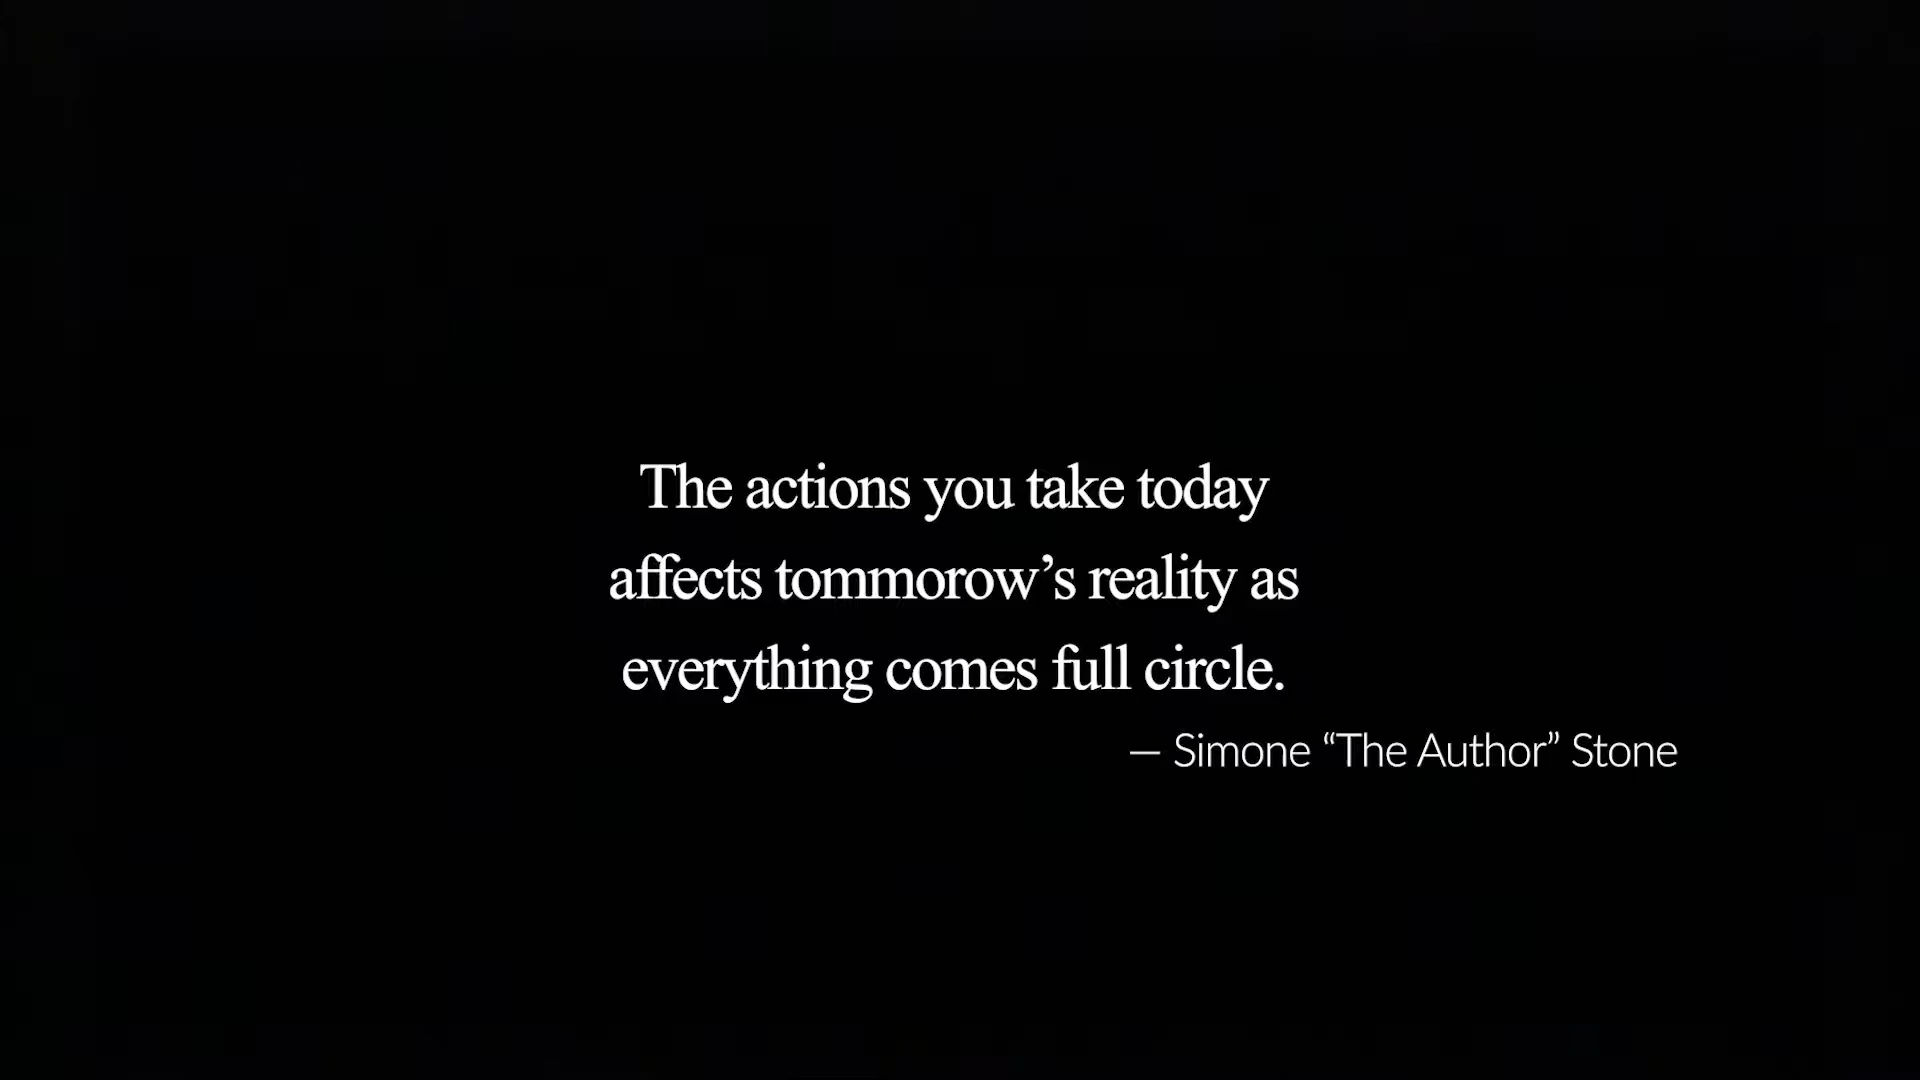 The actions you take today
affects tommorow’s reality as
everything comes full circle.
— Simone “The Author” Stone